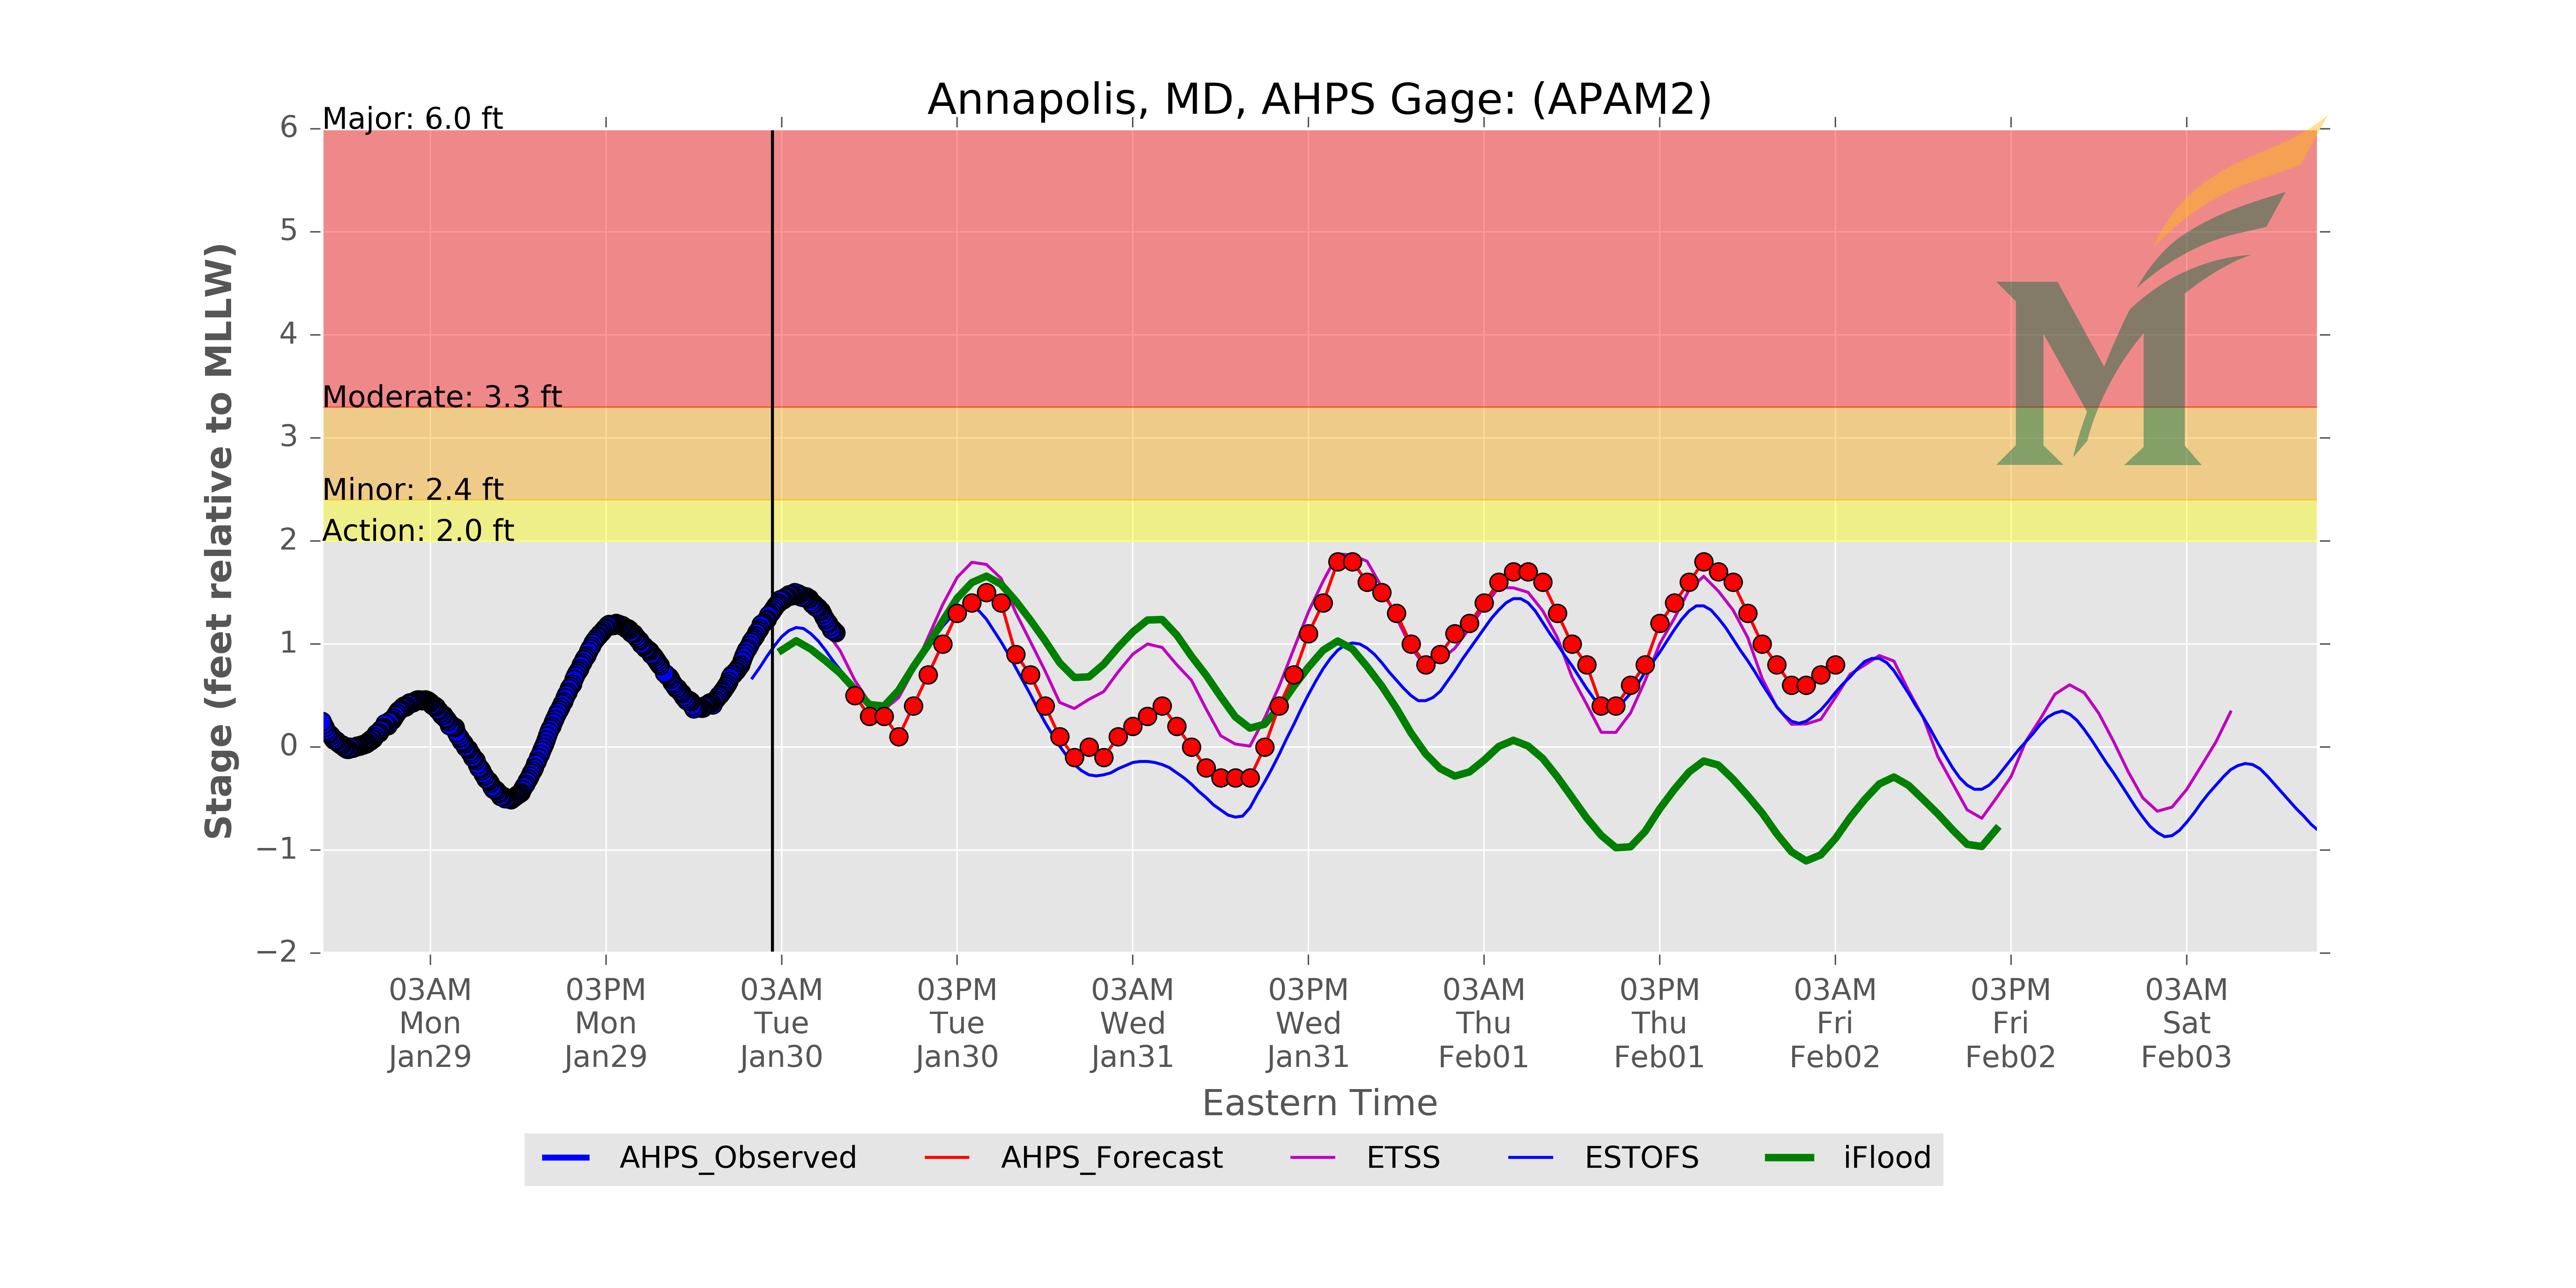 Annapolis, MD, AHPS Gage: (APAM2)
Major: 6.0 ft
Moderate: 3.3 ft
Minor: 2.4 ft
Action: 2.0 ft
6
5
4
3
2
1
0
−1
−2
Stage (feet relative to MLLW)
03AM 03PM 03AM 03PM 03AM 03PM 03AM 03PM 03AM 03PM 03AM
Mon Mon Tue Tue Wed Wed Thu Thu Fri Fri Sat
Jan29 Jan29 Jan30 Jan30 Jan31 Jan31 Feb01 Feb01 Feb02 Feb02 Feb03
Eastern Time
AHPS_Observed AHPS_Forecast ETSS ESTOFS iFlood